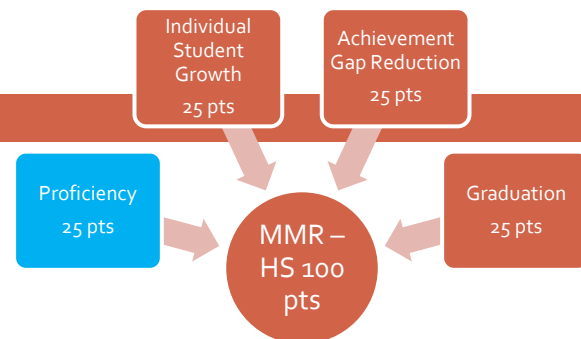 Individual
Student
Growth
25 pts
Achievement
Gap Reduction
25 pts
Proficiency
25 pts
Graduation
25 pts
MMR –
HS 100
pts